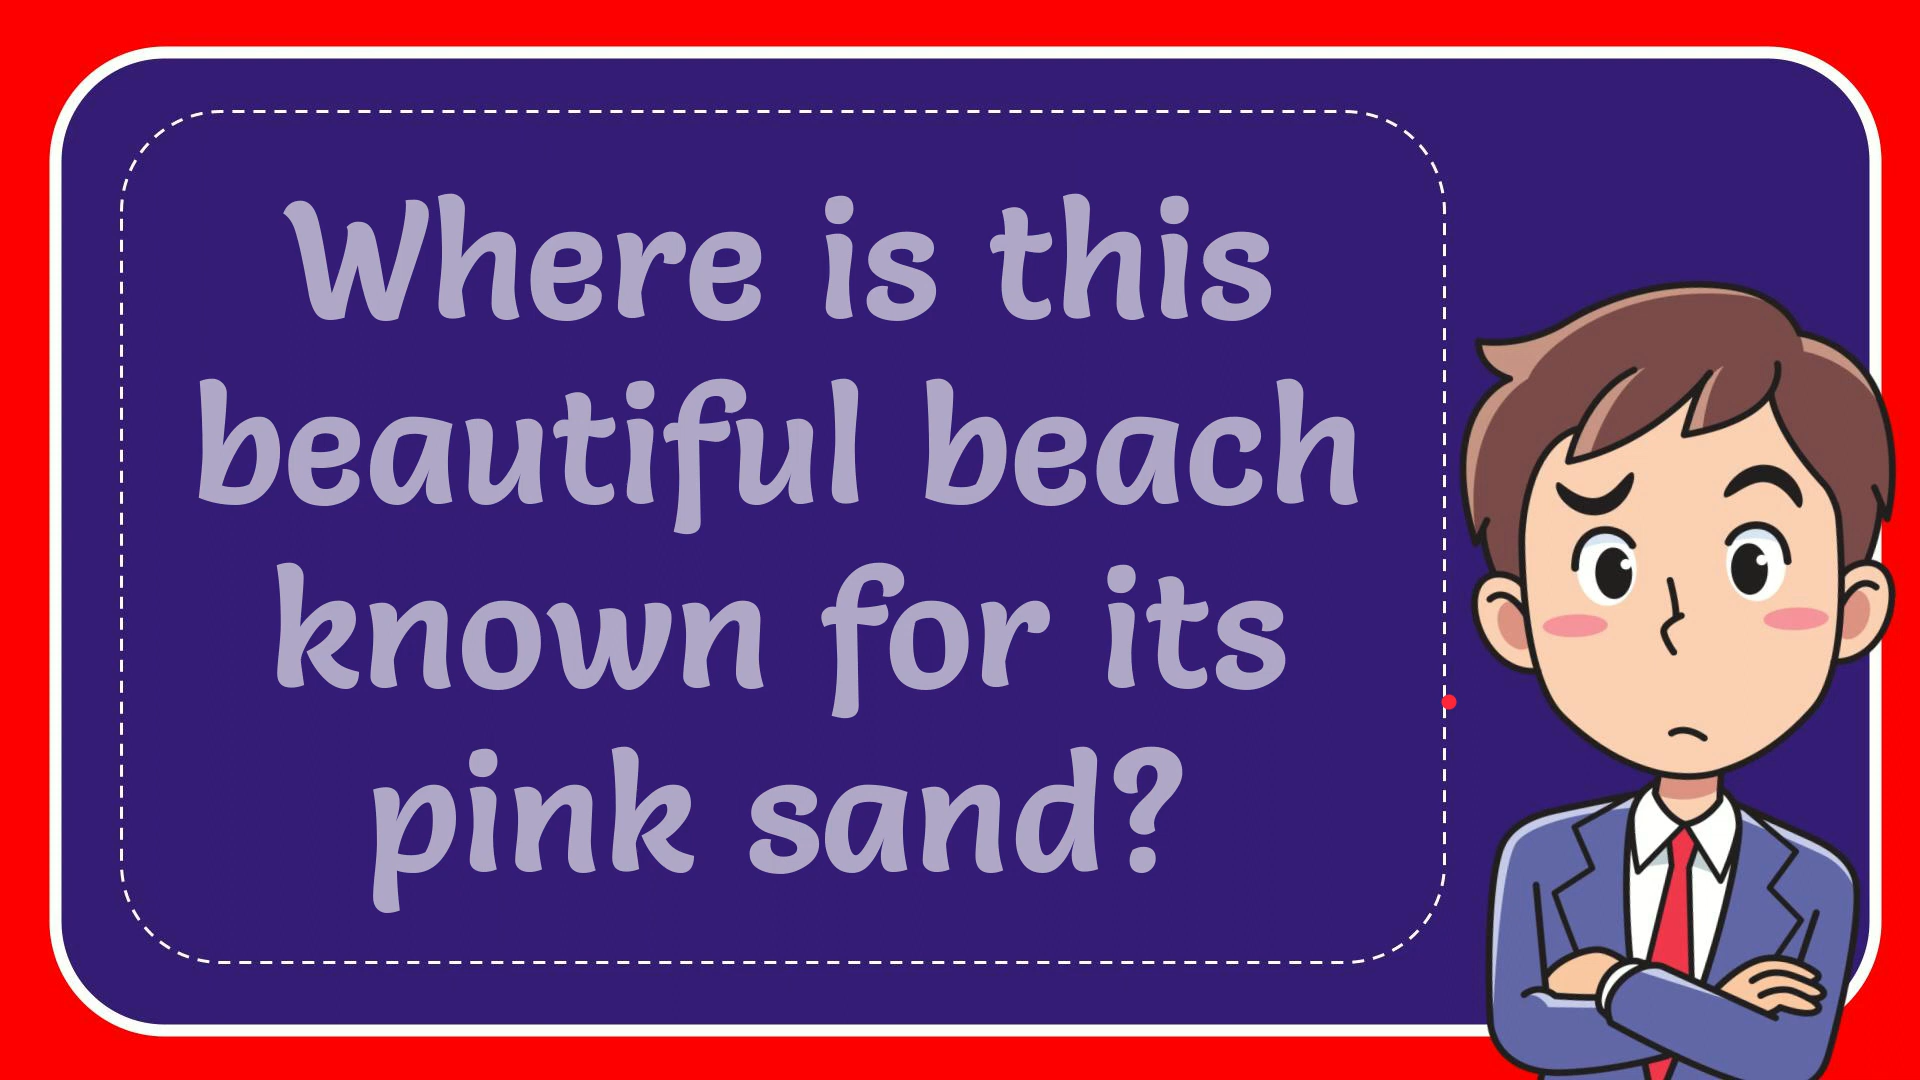 Where is this
beautiful beach
known for its
pink sand?